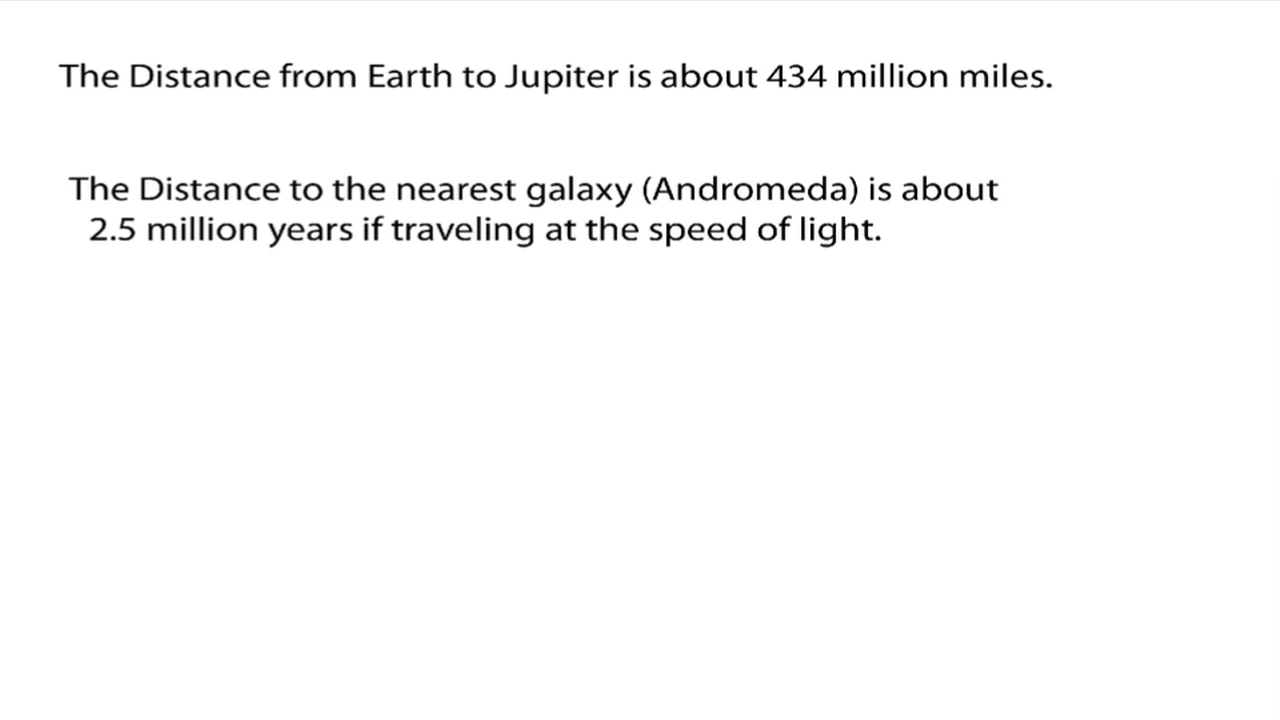 The Distance from Earth to Jupiter is about 434 million miles.
The Distance to the nearest galaxy (Andromeda) is about
2.5 million years if traveling at the speed of light.